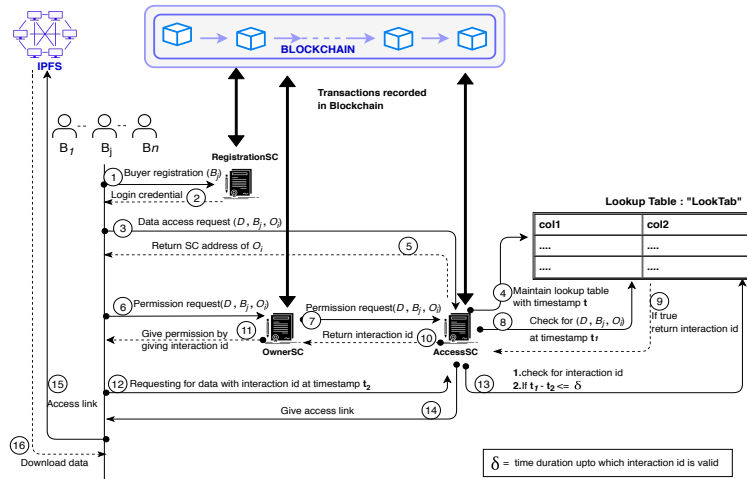 BLOCKCHAIN
IPFS
Transactions recorded
in Blockchain
B1 Bj Bn
RegistrationSC
1 Buyer registration (Bj)
Login credential 2
Lookup Table : "LookTab"
col1 col2
.... ....
.... ....
3 Data access request (D, Bj, Oi)
Return SC address of Oi 5
4 Maintain lookup table
with timestamp t
6 Permission request(D, Bj, Oi)
7 Permission request(D, Bj, Oi)
8 Check for (D, Bj, Oi)
at timestamp t1
9 If true
return interaction id
Give permission by 11
giving interaction id
Return interaction id 10
OwnerSC
AccessSC
15
Access link
12 Requesting for data with interaction id at timestamp t2
13 1.check for interaction id
2.If t1 - t2 <= δ
Give access link 14
16
Download data
δ = time duration upto which interaction id is valid